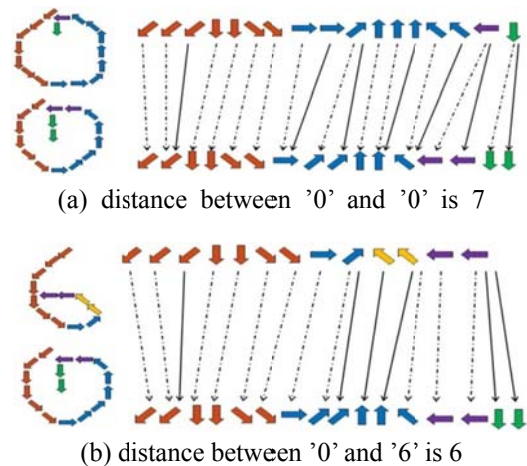 (a) distance between '0' and '0' is 7
(b) distance between '0' and '6' is 6